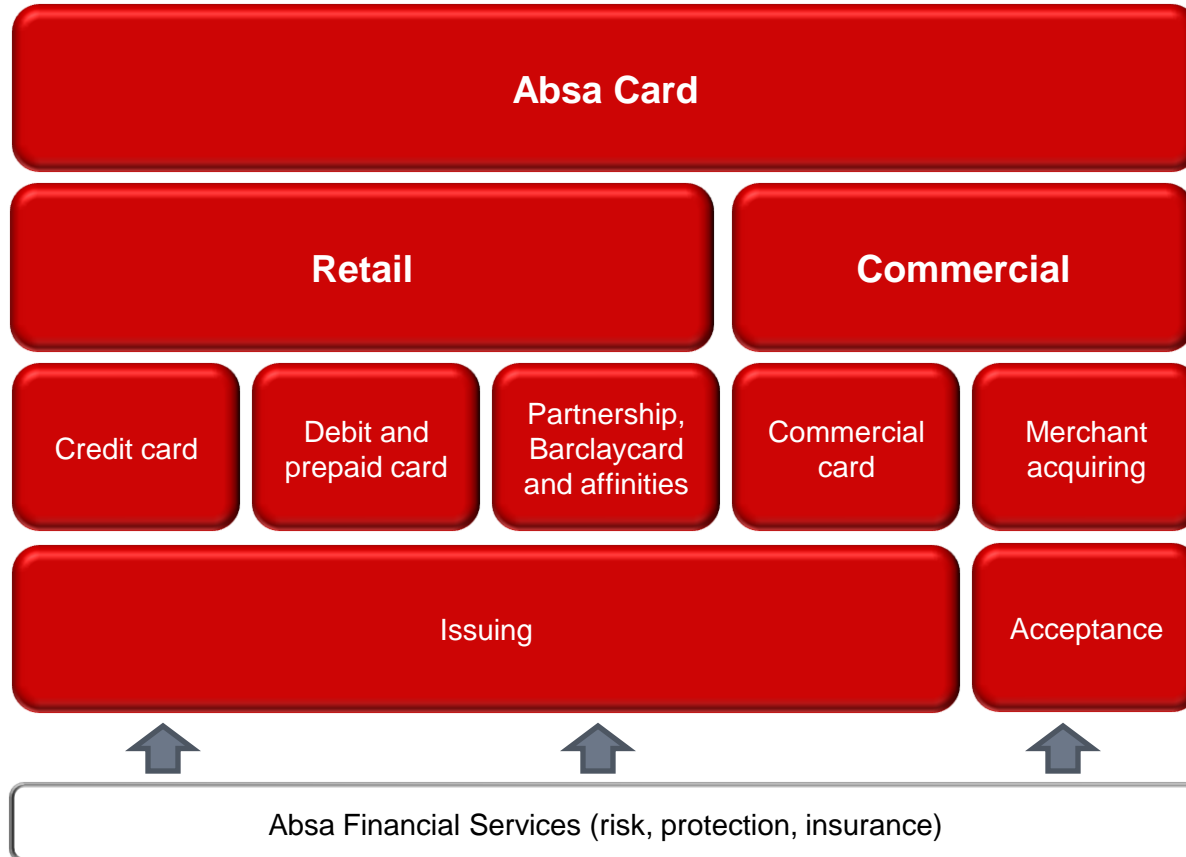 Absa Card
Retail
Commercial
Credit card
Debit and
prepaid card
Partnership,
Barclaycard
and affinities
Commercial
card
Merchant
acquiring
Issuing
Acceptance
Absa Financial Services (risk, protection, insurance)